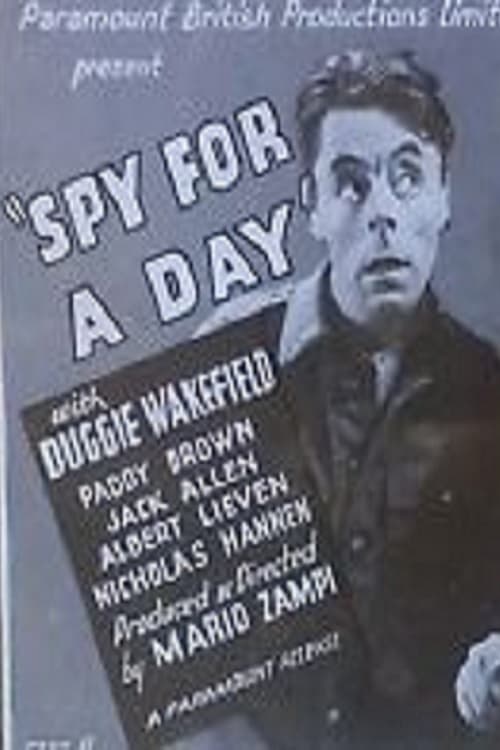 Paramount British Productions Limit
present
"SPY FOR
A DAY"
with
DUGGIE WAKEFIELD
PADDY BROWN
JACK ALLEN
ALBERT LIEVEN
NICHOLAS HANNEN
Produced & Directed
by MARIO ZAMPI
A PARAMOUNT RELEASE